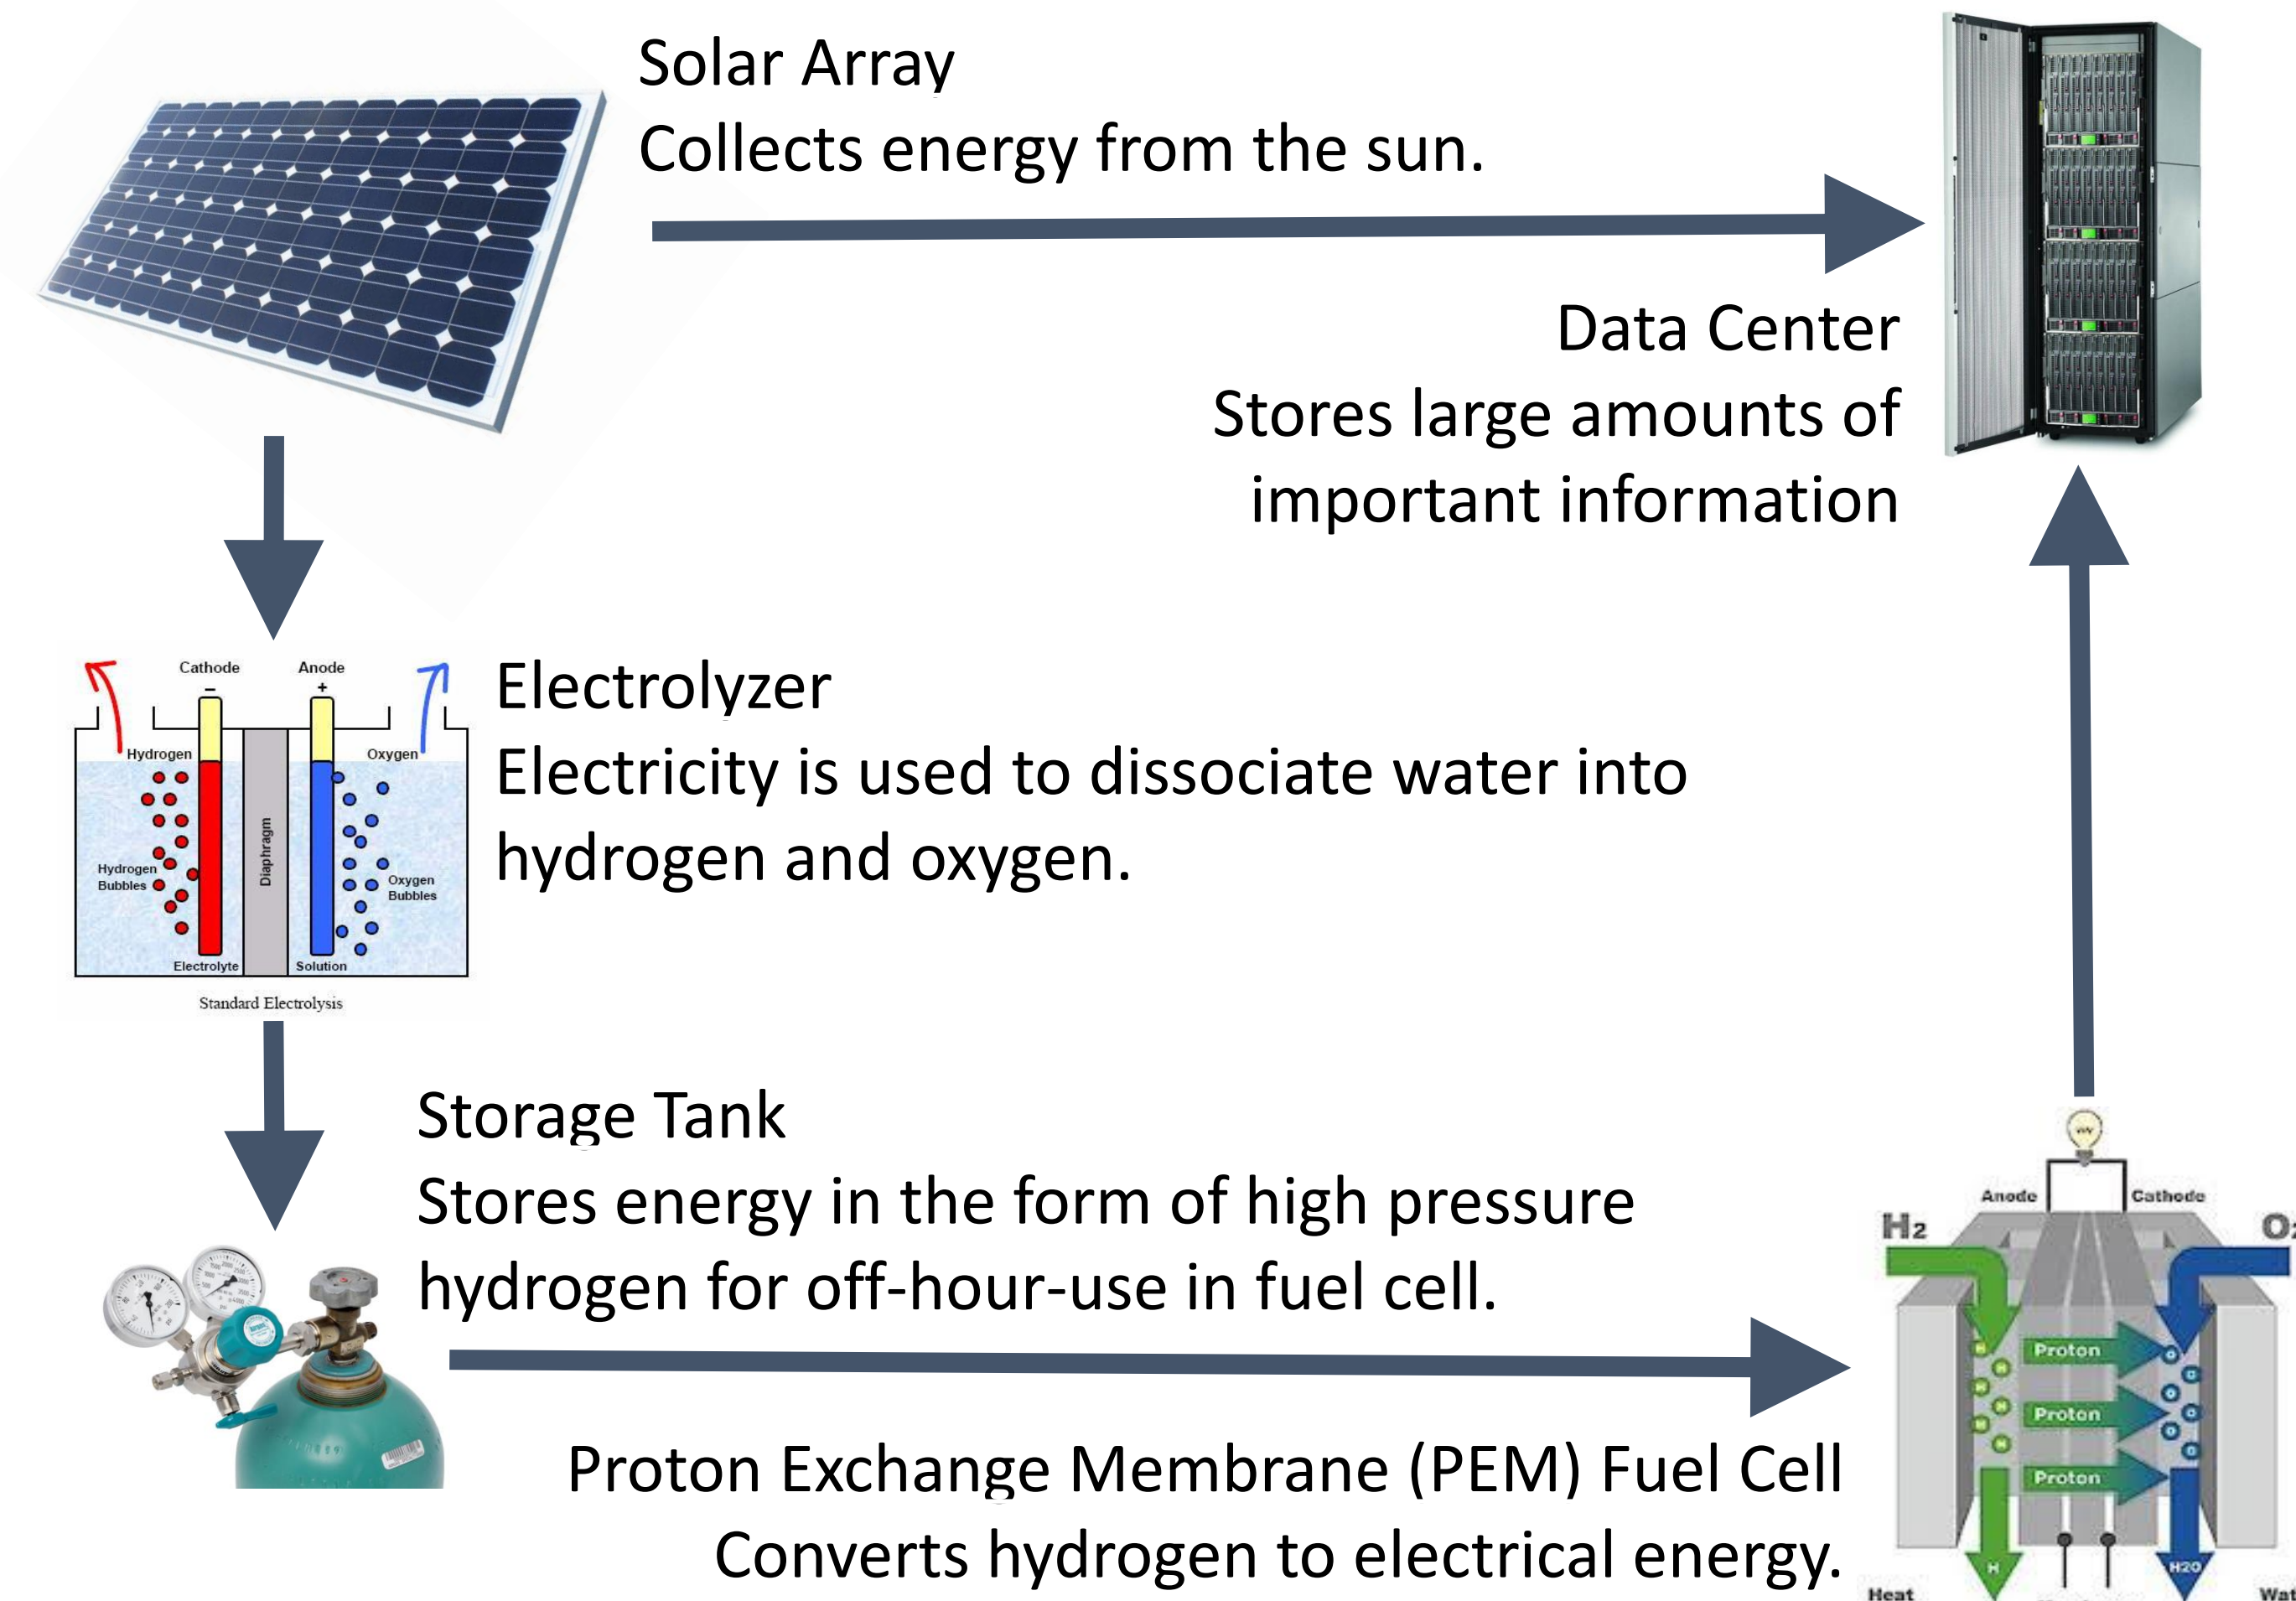 Solar Array
Collects energy from the sun.
Data Center
Stores large amounts of
important information
Cathode
Anode
−
+
Hydrogen
Oxygen
Hydrogen
Bubbles
Diaphragm
Oxygen
Bubbles
Electrolyte
Solution
Standard Electrolysis
Electrolyzer
Electricity is used to dissociate water into
hydrogen and oxygen.
Storage Tank
Stores energy in the form of high pressure
hydrogen for off-hour-use in fuel cell.
Proton Exchange Membrane (PEM) Fuel Cell
Converts hydrogen to electrical energy.
Anode
Cathode
H2
Proton
Proton
Proton
H
H2O
Heat